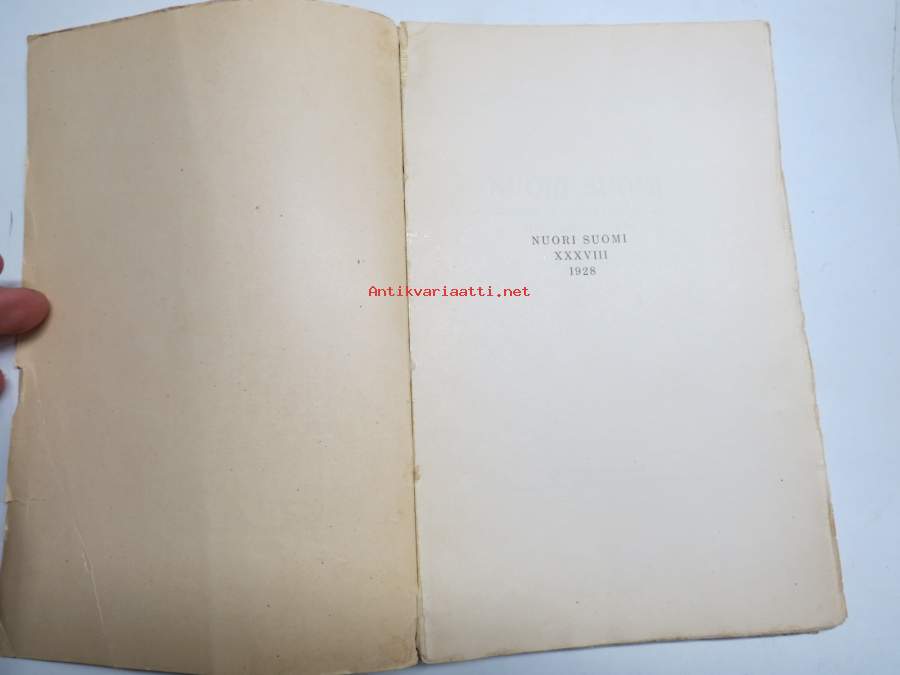 NUORI SUOMI
XXXVIII
1928
Antikvariaatti.net